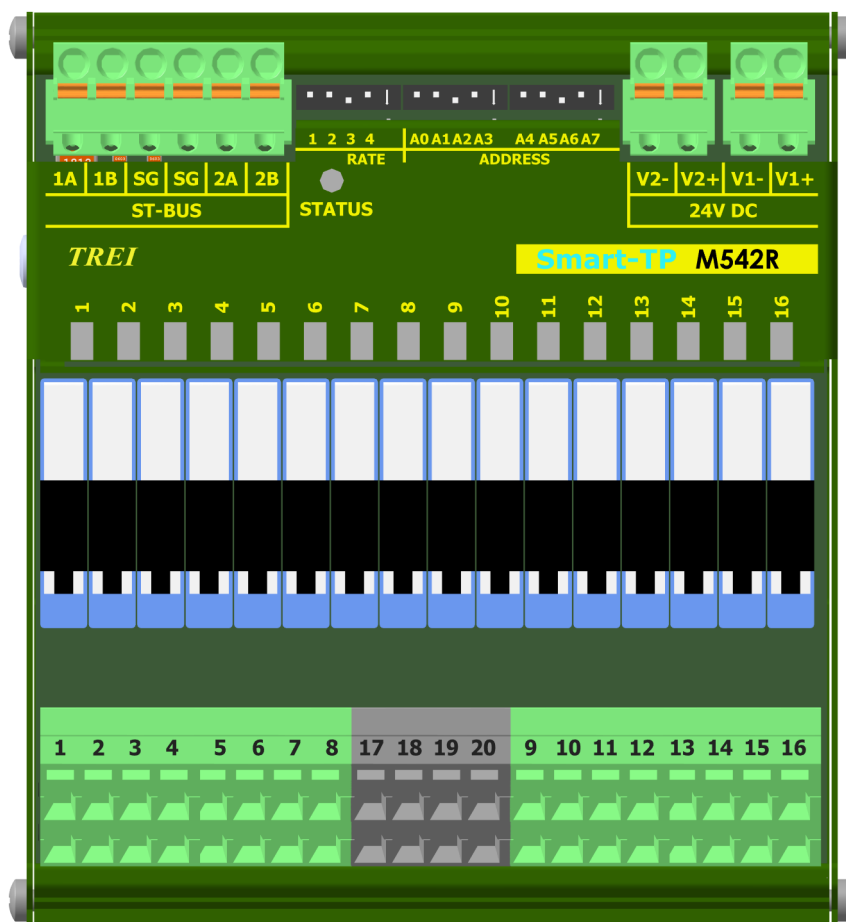 1 2 3 4 A0 A1 A2 A3 A4 A5 A6 A7
RATE ADDRESS
1A 1B SG SG 2A 2B
ST-BUS
STATUS
V2- V2+ V1- V1+
24V DC
TREI
Smart-TP M542R
1 2 3 4 5 6 7 8 9 10 11 12 13 14 15 16
1 2 3 4 5 6 7 8 17 18 19 20 9 10 11 12 13 14 15 16